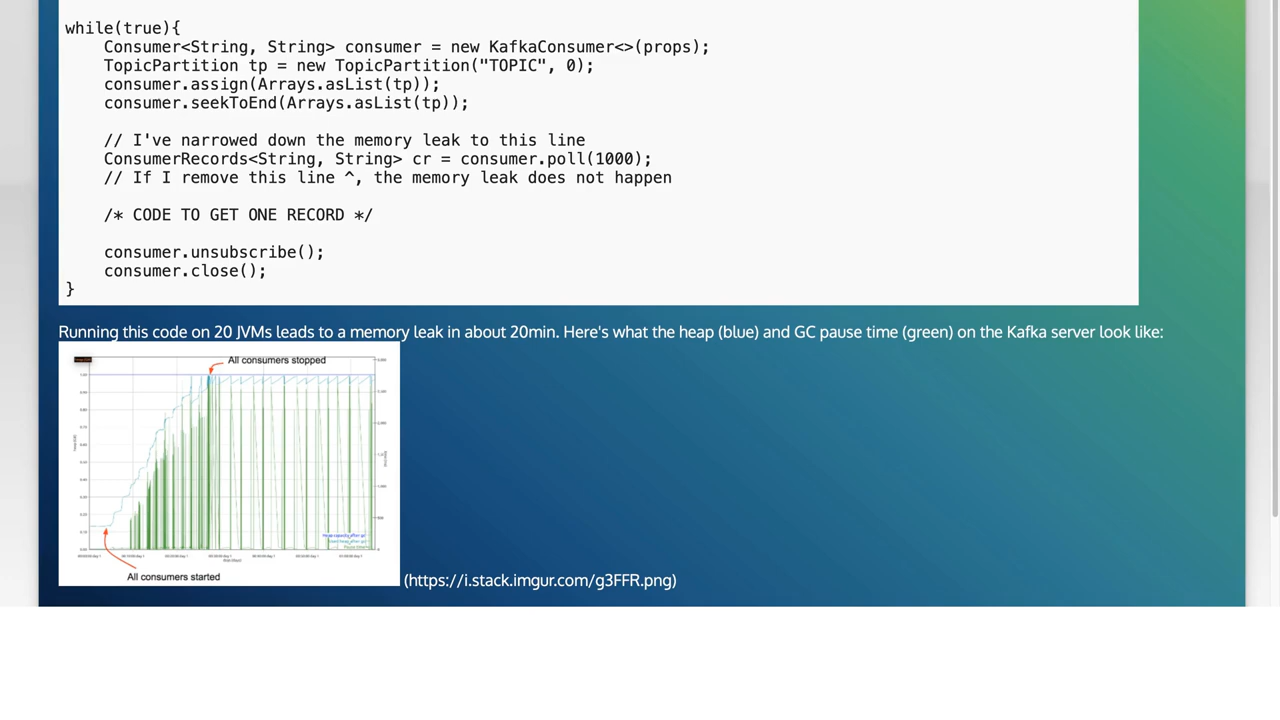 while(true){
Consumer<String, String> consumer = new KafkaConsumer<>(props);
TopicPartition tp = new TopicPartition("TOPIC", 0);
consumer.assign(Arrays.asList(tp));
consumer.seekToEnd(Arrays.asList(tp));
// I've narrowed down the memory leak to this line
ConsumerRecords<String, String> cr = consumer.poll(1000);
// If I remove this line ^, the memory leak does not happen
/* CODE TO GET ONE RECORD */
consumer.unsubscribe();
consumer.close();
}
Running this code on 20 JVMs leads to a memory leak in about 20min. Here's what the heap (blue) and GC pause time (green) on the Kafka server look like:
All consumers stopped
All consumers started
(https://i.stack.imgur.com/g3FFR.png)